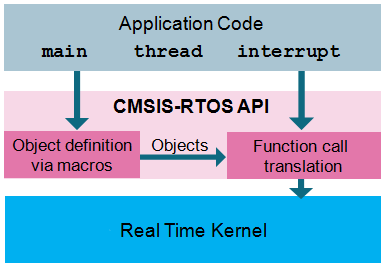 Application Code
main thread interrupt
CMSIS-RTOS API
Object definition
via macros
Objects
Function call
translation
Real Time Kernel